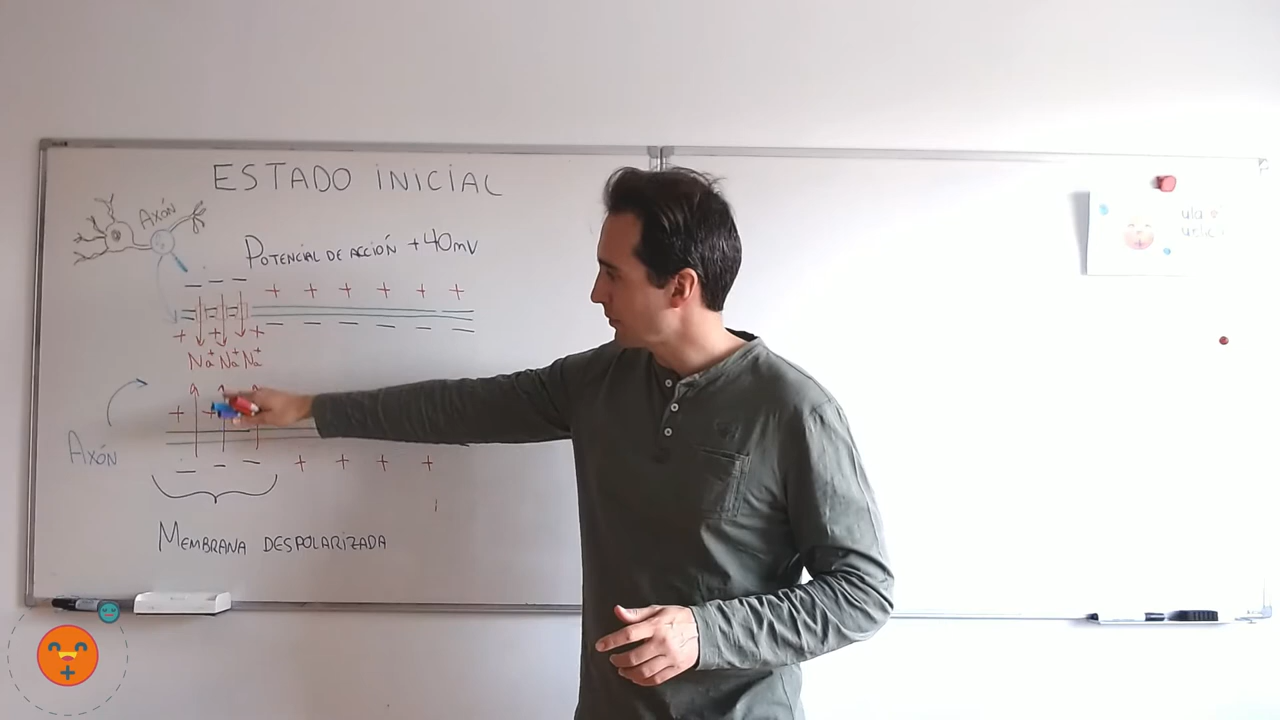 ESTADO INICIAL
AXÓN
POTENCIAL DE ACCIÓN +40mV
− − −
+ + + + + +
− − − − − −
+ + +
Na⁺ Na⁺ Na⁺
+ +
AXÓN
− − − + + + +
MEMBRANA DESPOLARIZADA